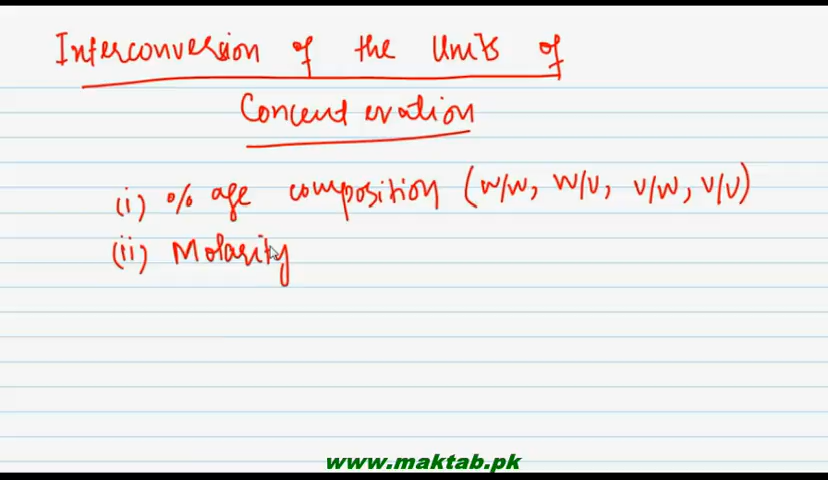 Interconversion of the Units of
Concentration
(i) % age composition (W/W, W/V, V/W, V/V)
(ii) Molarity
www.maktab.pk